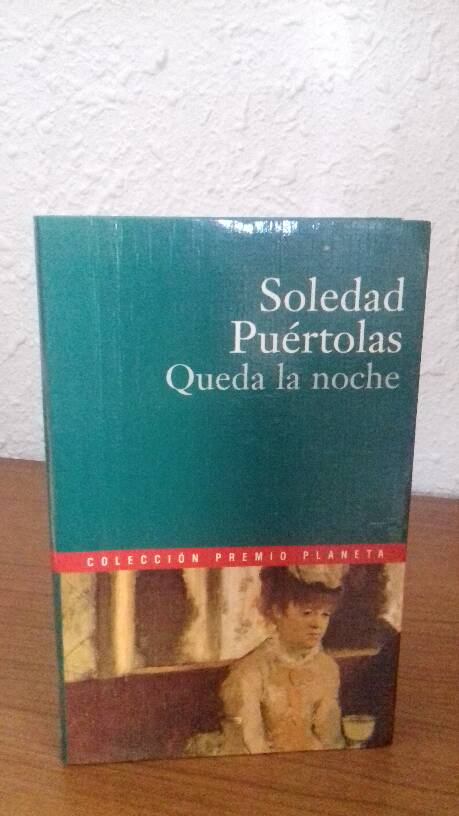 Soledad
Puértolas
Queda la noche
COLECCIÓN PREMIO PLANETA